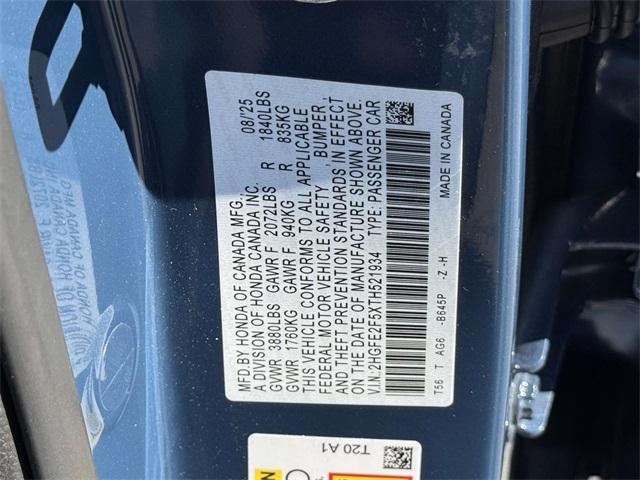 MFD.BY HONDA OF CANADA MFG., 08/'25
A DIVISION OF HONDA CANADA INC.
GVWR 3880LBS GAWR F 2072LBS R 1840LBS
GVWR 1760KG GAWR F 940KG R 835KG
THIS VEHICLE CONFORMS TO ALL APPLICABLE
FEDERAL MOTOR VEHICLE SAFETY , BUMPER ,
AND THEFT PREVENTION STANDARDS IN EFFECT
ON THE DATE OF MANUFACTURE SHOWN ABOVE.
V.I.N:2HGFE2F5XTH521934 TYPE:PASSENGER CAR
T56 T AG6 -B645P -Z -H MADE IN CANADA
T20 A1